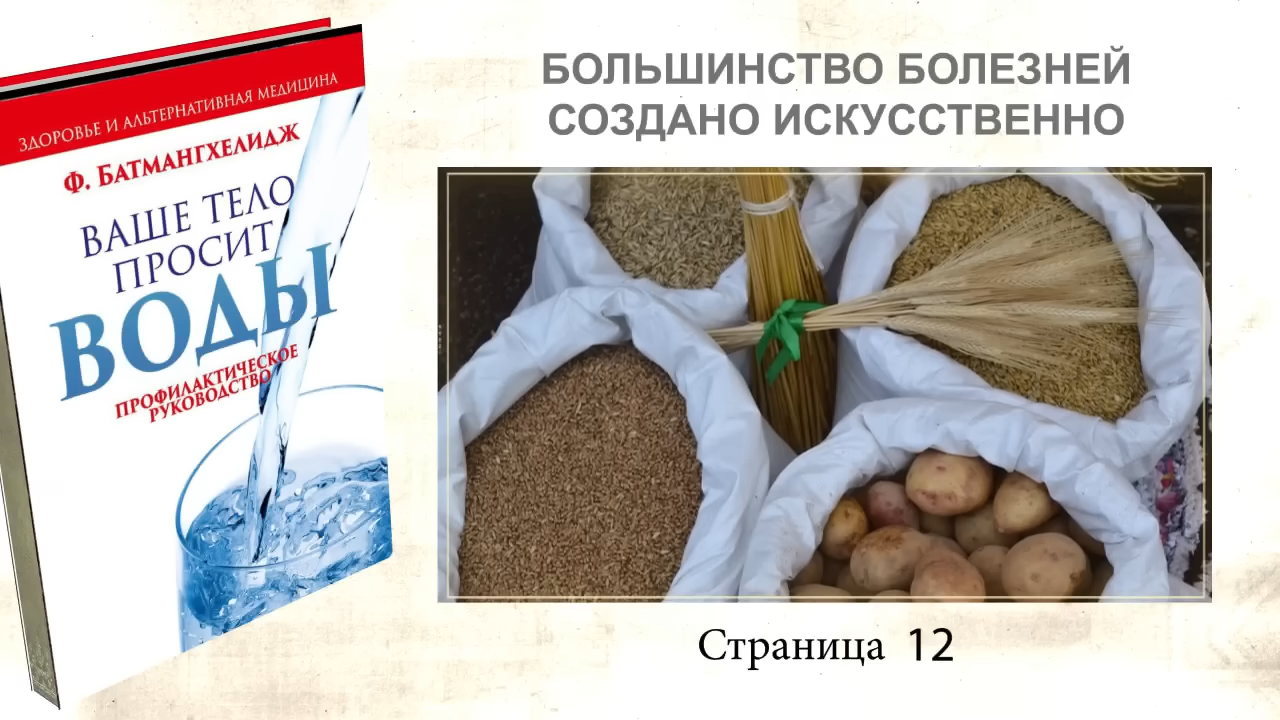 ЗДОРОВЬЕ И АЛЬТЕРНАТИВНАЯ МЕДИЦИНА
Ф. БАТМАНГХЕЛИДЖ
ВАШЕ ТЕЛО
ПРОСИТ
ВОДЫ
ПРОФИЛАКТИЧЕСКОЕ
РУКОВОДСТВО
БОЛЬШИНСТВО БОЛЕЗНЕЙ
СОЗДАНО ИСКУССТВЕННО
Страница 12